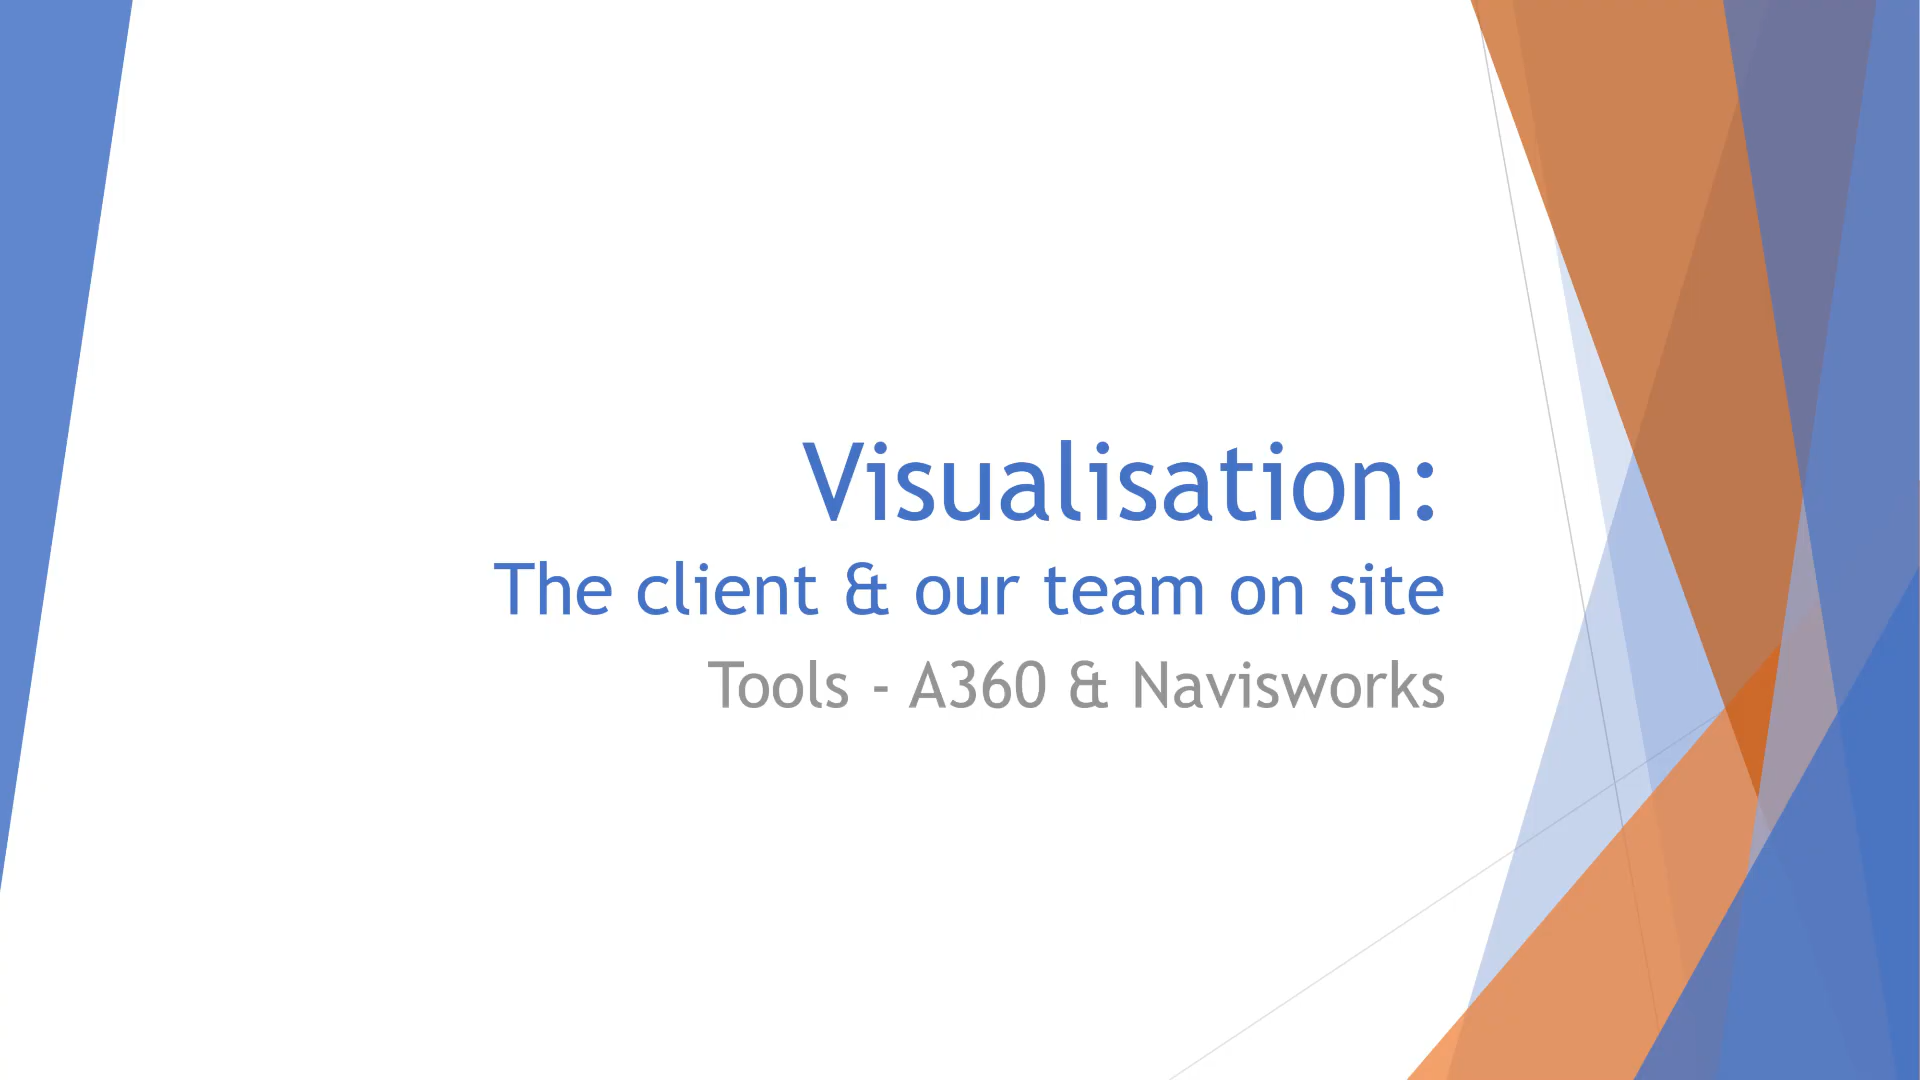 Visualisation:
The client & our team on site
Tools - A360 & Navisworks